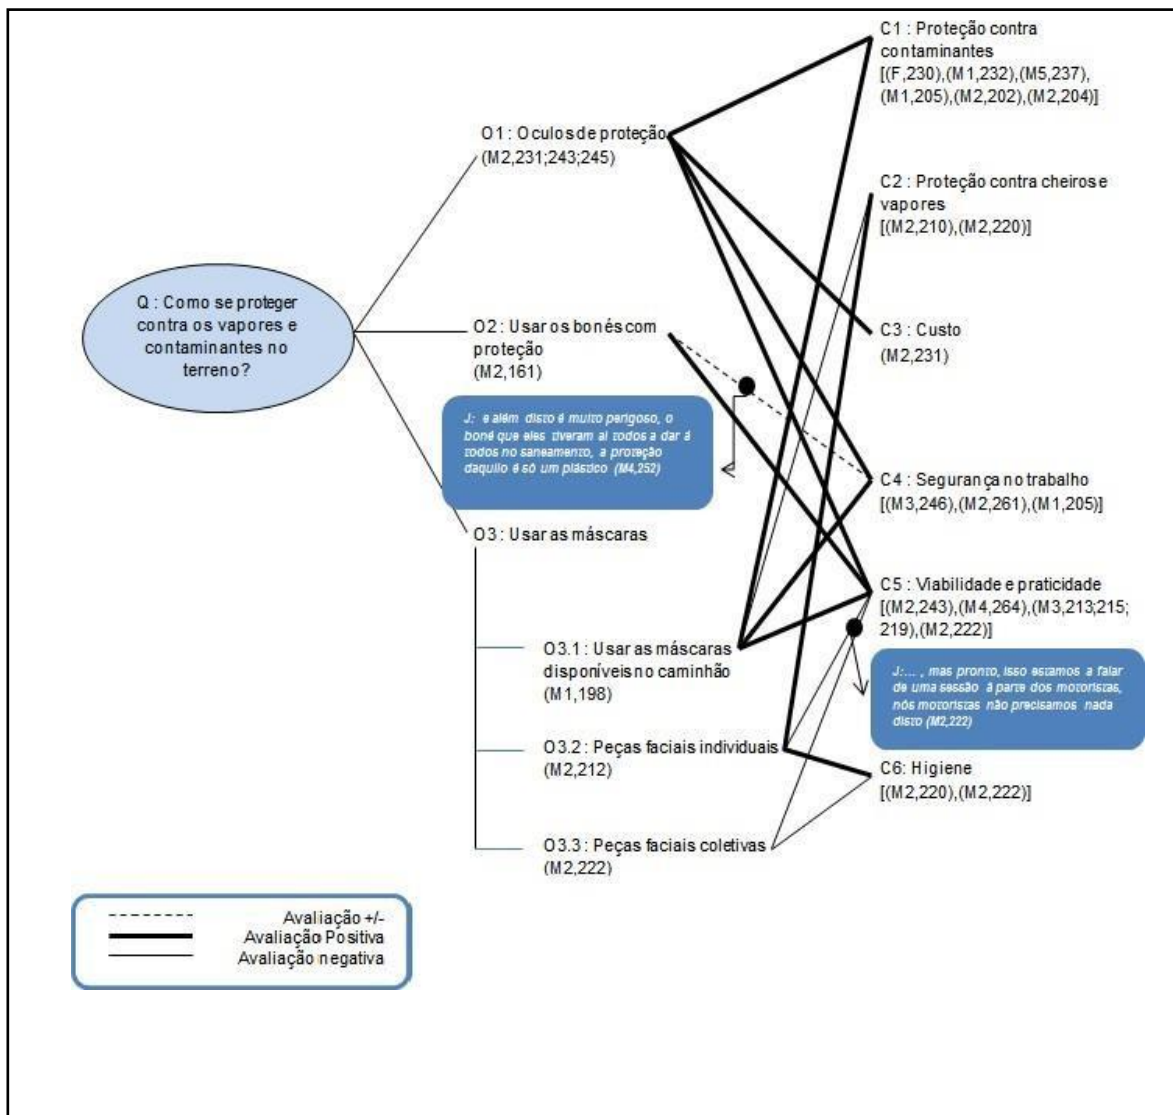 C1 : Proteção contra
contaminantes
[(F,230),(M1,232),(M5,237),
(M1,205),(M2,202),(M2,204)]
O1 : Oculos de proteção
(M2,231;243;245)
C2 : Proteção contra cheiros e
vapores
[(M2,210),(M2,220)]
Q : Como se proteger
contra os vapores e
contaminantes no
terreno?
O2 : Usar os bonés com
proteção
(M2,161)
C3 : Custo
(M2,231)
J: e além disto é muito perigoso, o
boné que eles tiveram aí todos a dar á
todos no saneamento, a proteção
daquilo é só um plástico (M4,252)
C4 : Segurança no trabalho
[(M3,246),(M2,261),(M1,205)]
O3 : Usar as máscaras
C5 : Viabilidade e praticidade
[(M2,243),(M4,264),(M3,213;215;
219),(M2,222)]
O3.1 : Usar as máscaras
disponíveis no caminhão
(M1,198)
J:... , mas pronto, isso estamos a falar
de uma sessão à parte dos motoristas,
nós motoristas não precisamos nada
disto (M2,222)
O3.2 : Peças faciais individuais
(M2,212)
C6: Higiene
[(M2,220),(M2,222)]
O3.3 : Peças faciais coletivas
(M2,222)
Avaliação +/-
Avaliação Positiva
Avaliação negativa